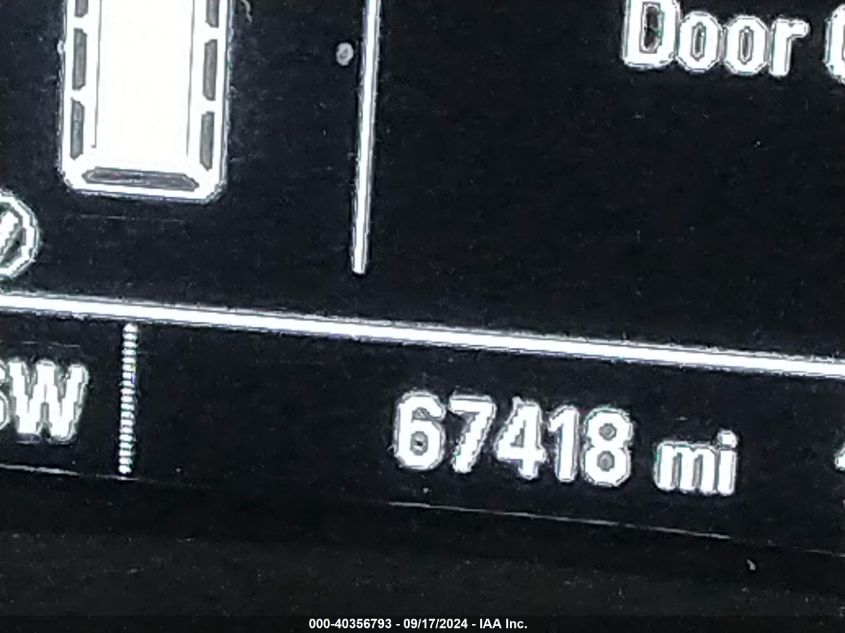 Door
SW
67418 mi
000-40356793 - 09/17/2024 - IAA Inc.